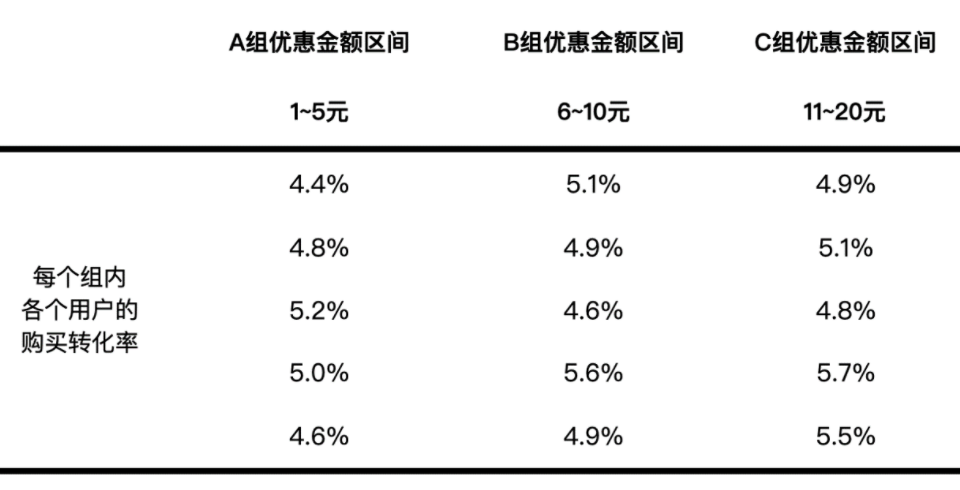 A组优惠金额区间 B组优惠金额区间 C组优惠金额区间
1~5元 6~10元 11~20元
4.4% 5.1% 4.9%
4.8% 4.9% 5.1%
每个组内
各个用户的
购买转化率
5.2% 4.6% 4.8%
5.0% 5.6% 5.7%
4.6% 4.9% 5.5%